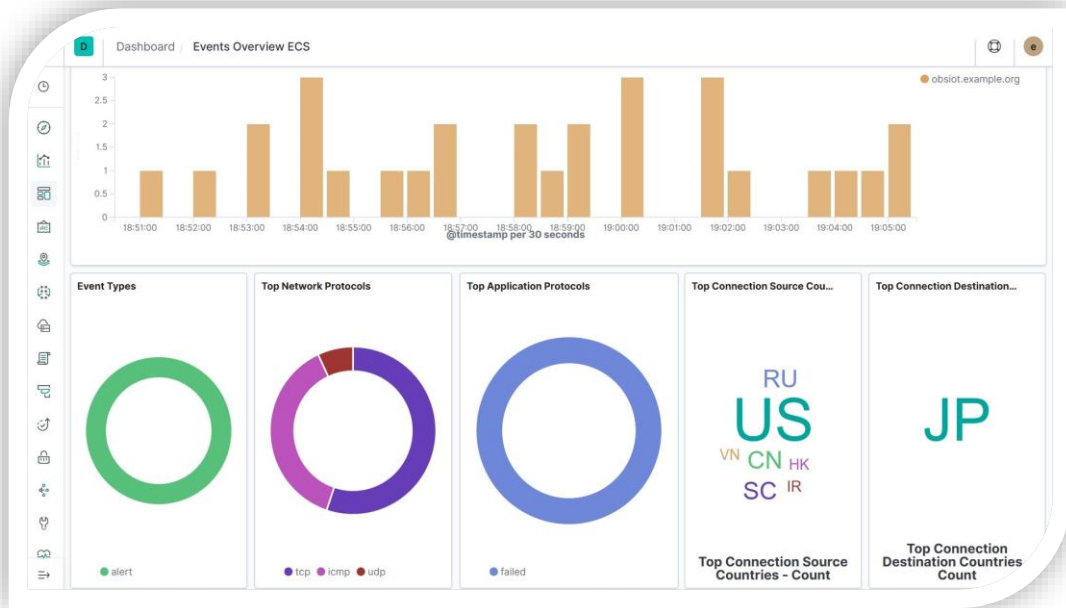 D Dashboard / Events Overview ECS e
obsiot.example.org
3
2.5
2
1.5
1
0.5
0
18:51:00 18:52:00 18:53:00 18:54:00 18:55:00 18:56:00 18:57:00 18:58:00 18:59:00 19:00:00 19:01:00 19:02:00 19:03:00 19:04:00 19:05:00
@timestamp per 30 seconds
Event Types
alert
Top Network Protocols
tcp icmp udp
Top Application Protocols
failed
Top Connection Source Cou...
RU
US
VN CN HK
SC IR
Top Connection Source
Countries - Count
Top Connection Destination...
JP
Top Connection
Destination Countries
Count